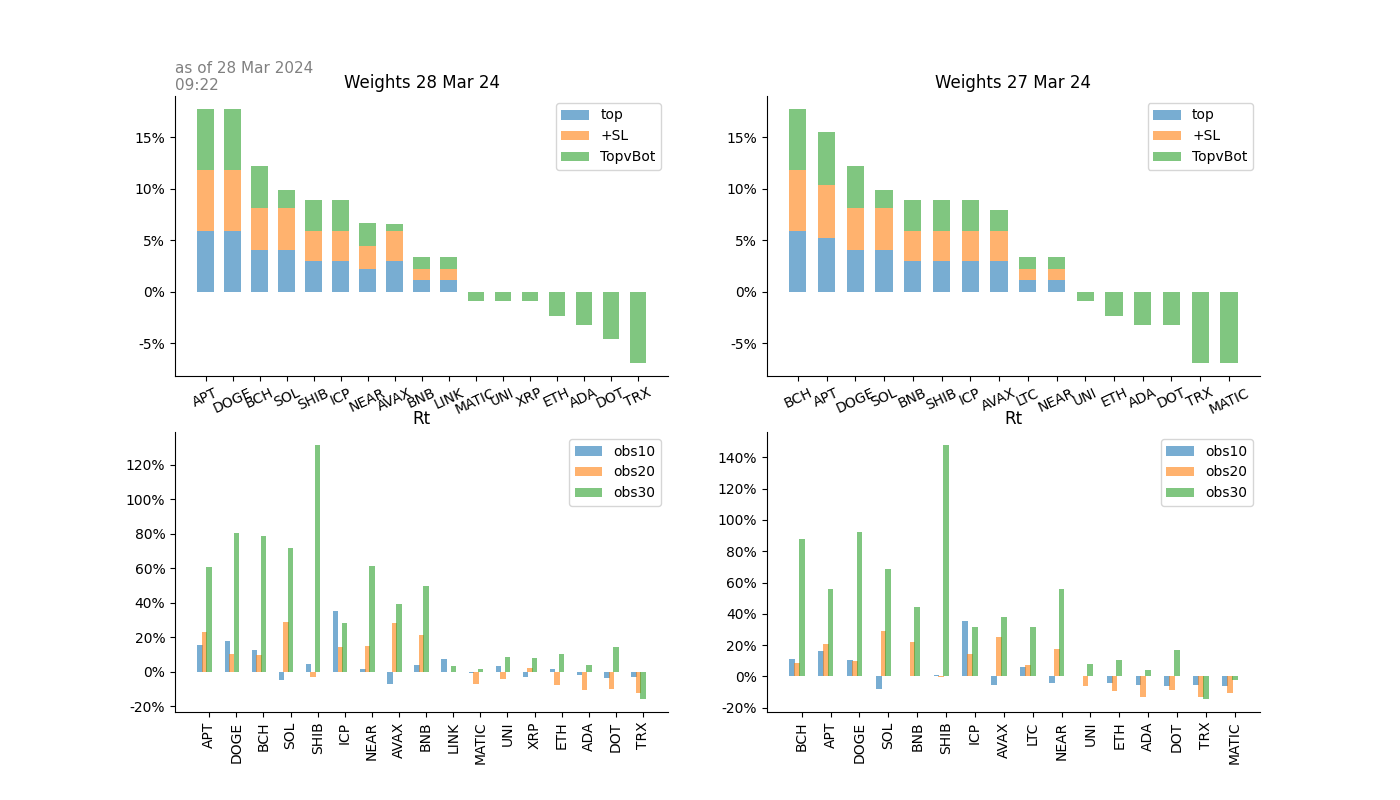 as of 28 Mar 2024
09:22
Weights 28 Mar 24
15%
10%
5%
0%
-5%
top
+SL
TopvBot
APT DOGE BCH SOL SHIB ICP NEAR AVAX BNB LINK MATIC UNI XRP ETH ADA DOT TRX
Weights 27 Mar 24
15%
10%
5%
0%
-5%
top
+SL
TopvBot
BCH APT DOGE SOL BNB SHIB ICP AVAX LTC NEAR UNI ETH ADA DOT TRX MATIC
Rt
120%
100%
80%
60%
40%
20%
0%
-20%
obs10
obs20
obs30
APT DOGE BCH SOL SHIB ICP NEAR AVAX BNB LINK MATIC UNI XRP ETH ADA DOT TRX
Rt
140%
120%
100%
80%
60%
40%
20%
0%
-20%
obs10
obs20
obs30
BCH APT DOGE SOL BNB SHIB ICP AVAX LTC NEAR UNI ETH ADA DOT TRX MATIC